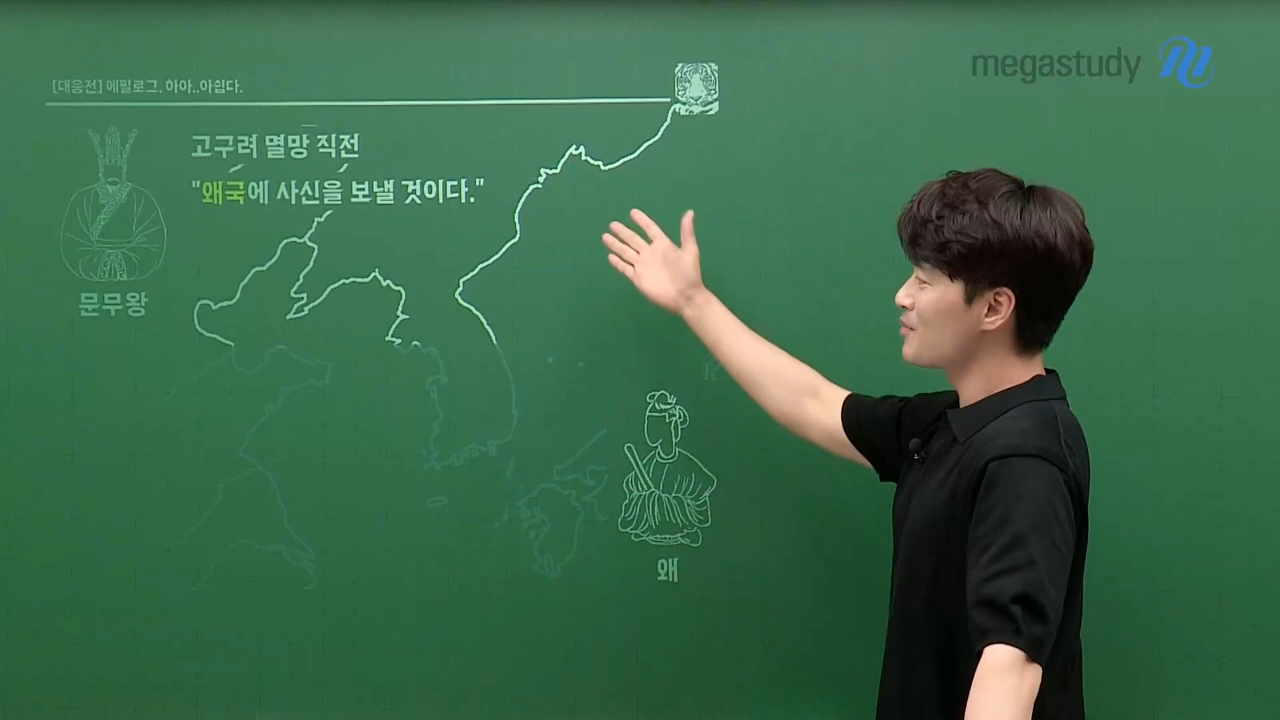 megastudy
[대웅전] 에필로그. 하아..아쉽다.
고구려 멸망 직전
"왜국에 사신을 보낼 것이다."
문무왕
왜